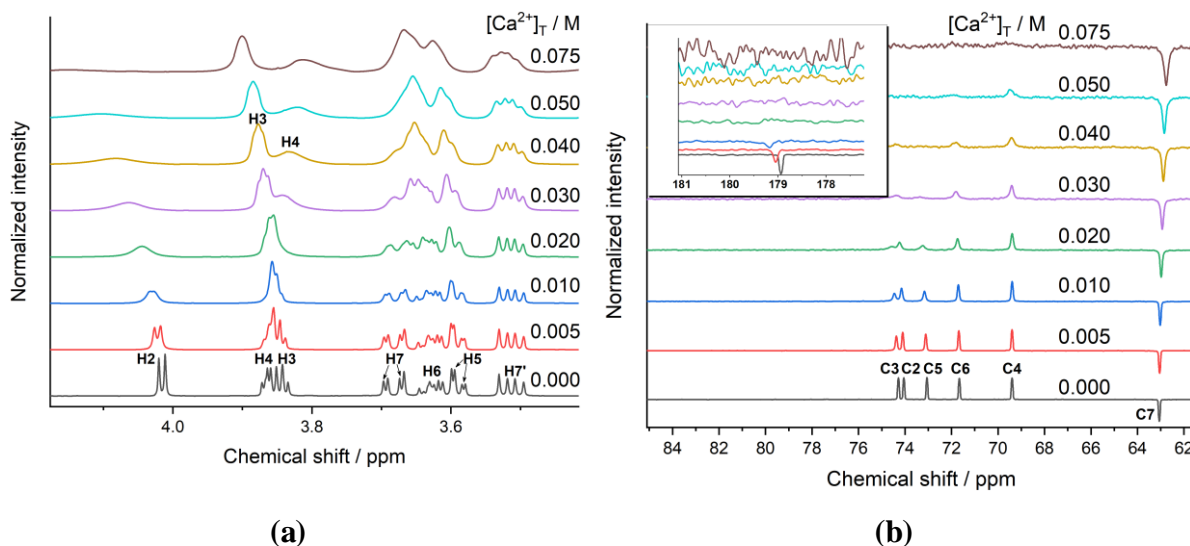 [Ca²⁺]T / M
0.075
0.050
H3
H4
0.040
0.030
0.020
0.010
0.005
H2
H4
H3
H7
H6
H5
H7'
0.000
Normalized intensity
4.0
3.8
3.6
Chemical shift / ppm
(a)
[Ca²⁺]T / M
0.075
0.050
0.040
0.030
0.020
0.010
0.005
0.000
181
180
179
178
C3
C2
C5
C6
C4
C7
Normalized intensity
84
82
80
78
76
74
72
70
68
66
64
62
Chemical shift / ppm
(b)